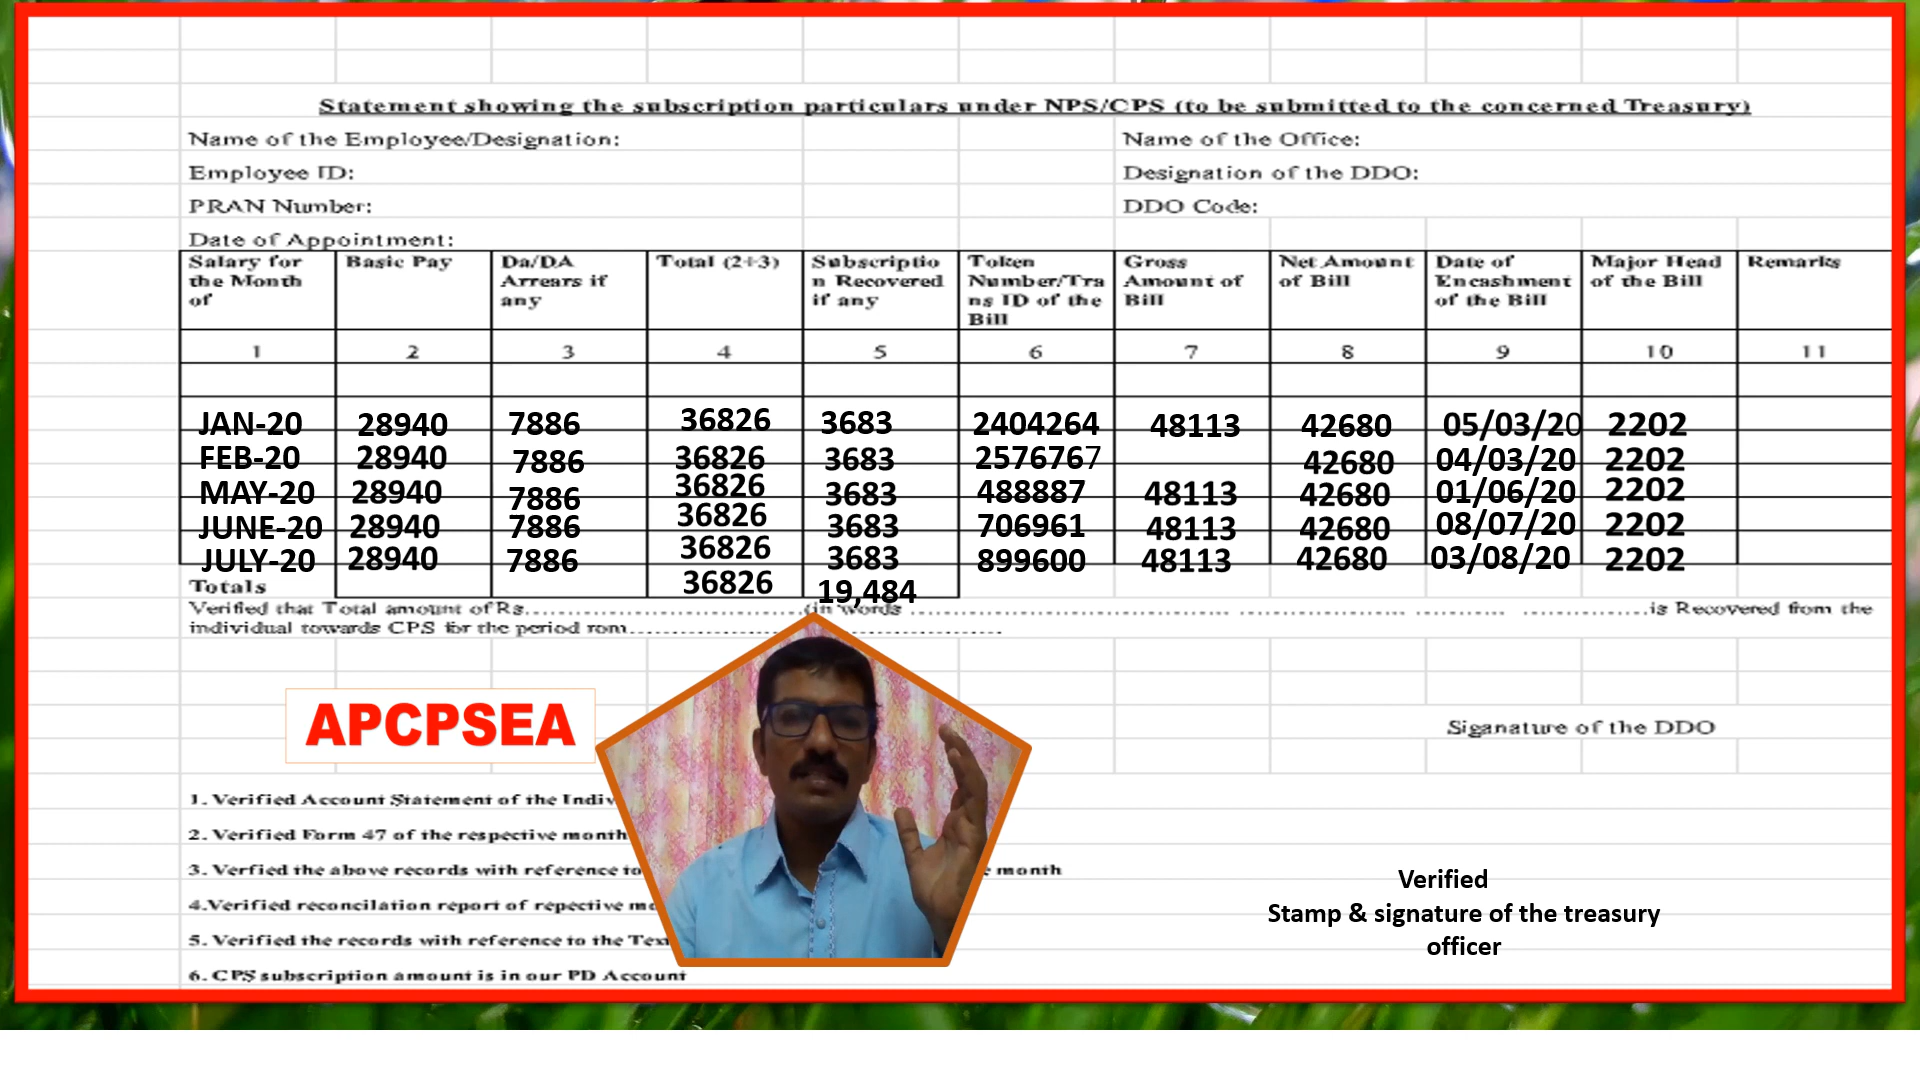 Statement showing the subscription particulars under NPS/CPS (to be submitted to the concerned Treasury)
Name of the Employee/Designation: Name of the Office:
Employee ID: Designation of the DDO:
PRAN Number: DDO Code:
Date of Appointment:
Salary for the Month of Basic Pay Da/DA Arrears if any Total (2+3) Subscriptio n Recovered if any Token Number/Tra ns ID of the Bill Gross Amount of Bill Net Amount of Bill Date of Encashment of the Bill Major Head of the Bill Remarks
1 2 3 4 5 6 7 8 9 10 11
JAN-20 28940 7886 36826 3683 2404264 48113 42680 05/03/20 2202
FEB-20 28940 7886 36826 3683 2576767 42680 04/03/20 2202
MAY-20 28940 7886 36826 3683 488887 48113 42680 01/06/20 2202
JUNE-20 28940 7886 36826 3683 706961 48113 42680 08/07/20 2202
JULY-20 28940 7886 36826 3683 899600 48113 42680 03/08/20 2202
Totals 36826 19,484
Verified that Total amount of Rs.......................................(in words ........................................................................ ............ ..................is Recovered from the
individual towards CPS for the period rom.......................................................
APCPSEA
Siganature of the DDO
1. Verified Account Statement of the Indiv
2. Verified Form 47 of the respective month
3. Verfied the above records with reference to month
4.Verified reconcilation report of repective mo
5. Verified the records with reference to the
6. CPS subscription amount is in our PD Account
Verified
Stamp & signature of the treasury
officer